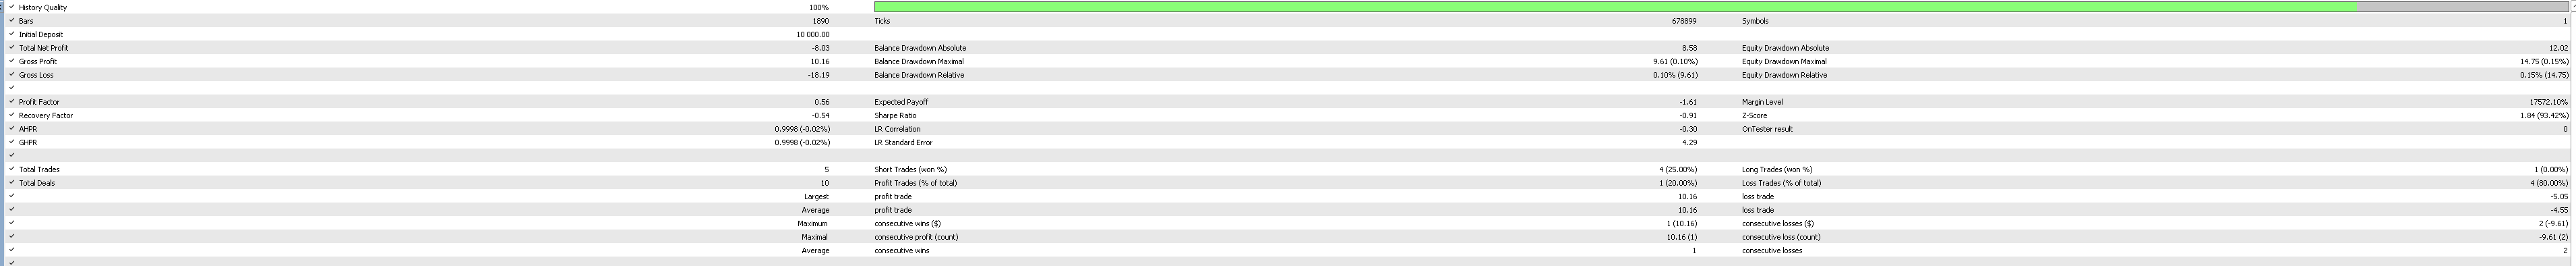 History Quality 100%
Bars 1890 Ticks 678899 Symbols 1
Initial Deposit 10 000.00
Total Net Profit -8.03 Balance Drawdown Absolute 8.58 Equity Drawdown Absolute 12.02
Gross Profit 10.16 Balance Drawdown Maximal 9.61 (0.10%) Equity Drawdown Maximal 14.75 (0.15%)
Gross Loss -18.19 Balance Drawdown Relative 0.10% (9.61) Equity Drawdown Relative 0.15% (14.75)
Profit Factor 0.56 Expected Payoff -1.61 Margin Level 17572.10%
Recovery Factor -0.54 Sharpe Ratio -0.91 Z-Score 1.84 (93.42%)
AHPR 0.9998 (-0.02%) LR Correlation -0.30 OnTester result 0
GHPR 0.9998 (-0.02%) LR Standard Error 4.29
Total Trades 5 Short Trades (won %) 4 (25.00%) Long Trades (won %) 1 (0.00%)
Total Deals 10 Profit Trades (% of total) 1 (20.00%) Loss Trades (% of total) 4 (80.00%)
Largest profit trade 10.16 loss trade -5.05
Average profit trade 10.16 loss trade -4.55
Maximum consecutive wins ($) 1 (10.16) consecutive losses ($) 2 (-9.61)
Maximal consecutive profit (count) 10.16 (1) consecutive loss (count) -9.61 (2)
Average consecutive wins 1 consecutive losses 2